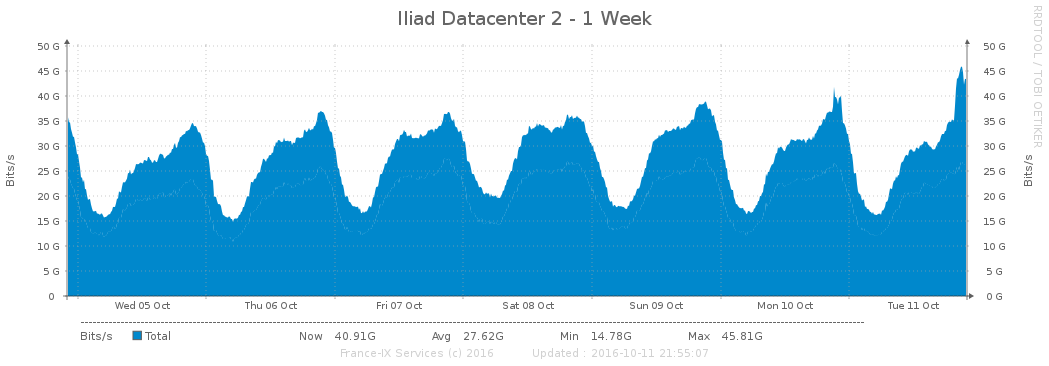 Iliad Datacenter 2 - 1 Week
RRDTOOL / TOBI OETIKER
50 G 50 G
45 G 45 G
40 G 40 G
35 G 35 G
30 G 30 G
25 G 25 G
20 G 20 G
15 G 15 G
10 G 10 G
5 G 5 G
0 0 G
Bits/s
Bits/s
Wed 05 Oct Thu 06 Oct Fri 07 Oct Sat 08 Oct Sun 09 Oct Mon 10 Oct Tue 11 Oct
Bits/s Total Now 40.91G Avg 27.62G Min 14.78G Max 45.81G
France-IX Services (c) 2016 Updated : 2016-10-11 21:55:07